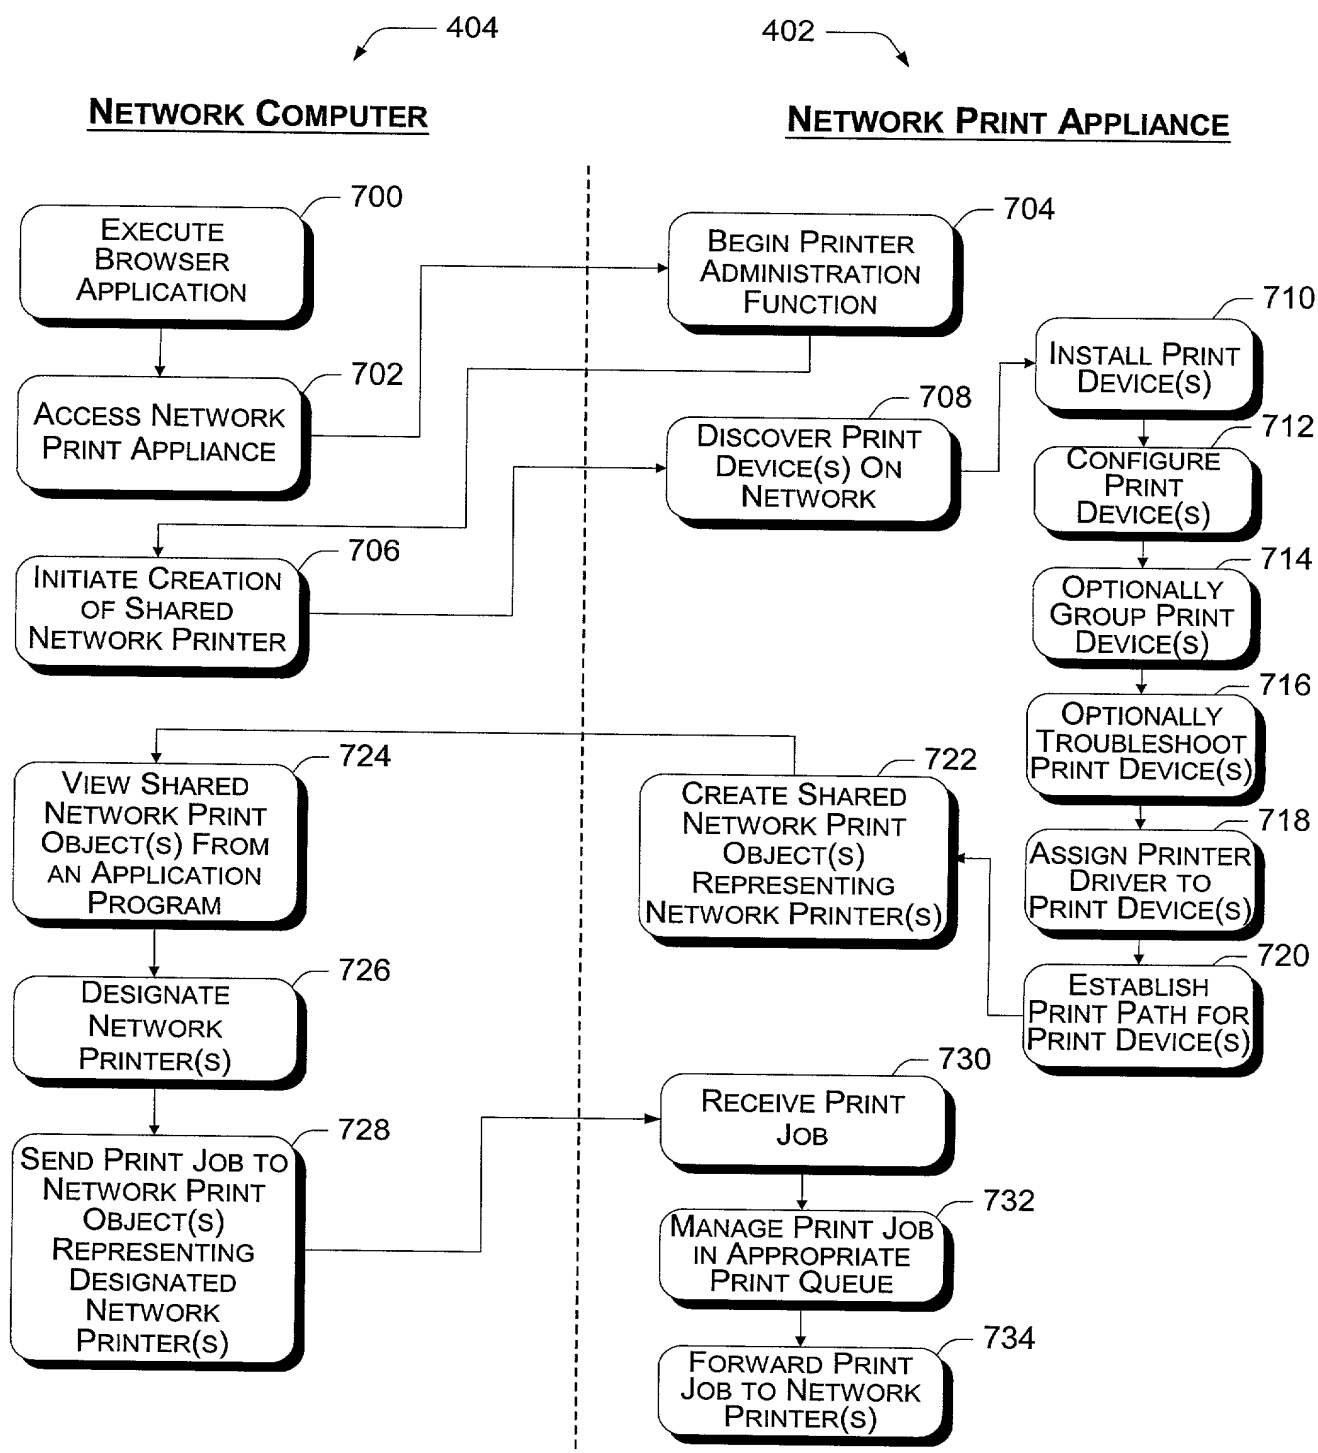 404
402
NETWORK COMPUTER
NETWORK PRINT APPLIANCE
700
EXECUTE
BROWSER
APPLICATION
702
ACCESS NETWORK
PRINT APPLIANCE
704
BEGIN PRINTER
ADMINISTRATION
FUNCTION
706
INITIATE CREATION
OF SHARED
NETWORK PRINTER
708
DISCOVER PRINT
DEVICE(S) ON
NETWORK
710
INSTALL PRINT
DEVICE(S)
712
CONFIGURE
PRINT
DEVICE(S)
714
OPTIONALLY
GROUP PRINT
DEVICE(S)
716
OPTIONALLY
TROUBLESHOOT
PRINT DEVICE(S)
718
ASSIGN PRINTER
DRIVER TO
PRINT DEVICE(S)
720
ESTABLISH
PRINT PATH FOR
PRINT DEVICE(S)
722
CREATE SHARED
NETWORK PRINT
OBJECT(S)
REPRESENTING
NETWORK PRINTER(S)
724
VIEW SHARED
NETWORK PRINT
OBJECT(S) FROM
AN APPLICATION
PROGRAM
726
DESIGNATE
NETWORK
PRINTER(S)
728
SEND PRINT JOB TO
NETWORK PRINT
OBJECT(S)
REPRESENTING
DESIGNATED
NETWORK
PRINTER(S)
730
RECEIVE PRINT
JOB
732
MANAGE PRINT JOB
IN APPROPRIATE
PRINT QUEUE
734
FORWARD PRINT
JOB TO NETWORK
PRINTER(S)